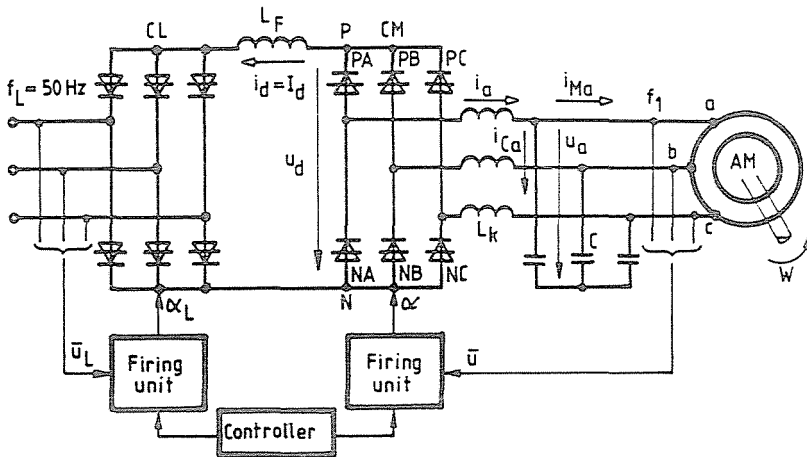 CL
L_F
P
CM
PA
PB
PC
f_L = 50 Hz
i_d = I_d
i_a
i_Ma
f_1
a
i_Ca
u_a
u_d
b
AM
L_k
c
C
W
NA
NB
NC
N
α_L
α
ū_L
Firing
unit
Firing
unit
ū
Controller